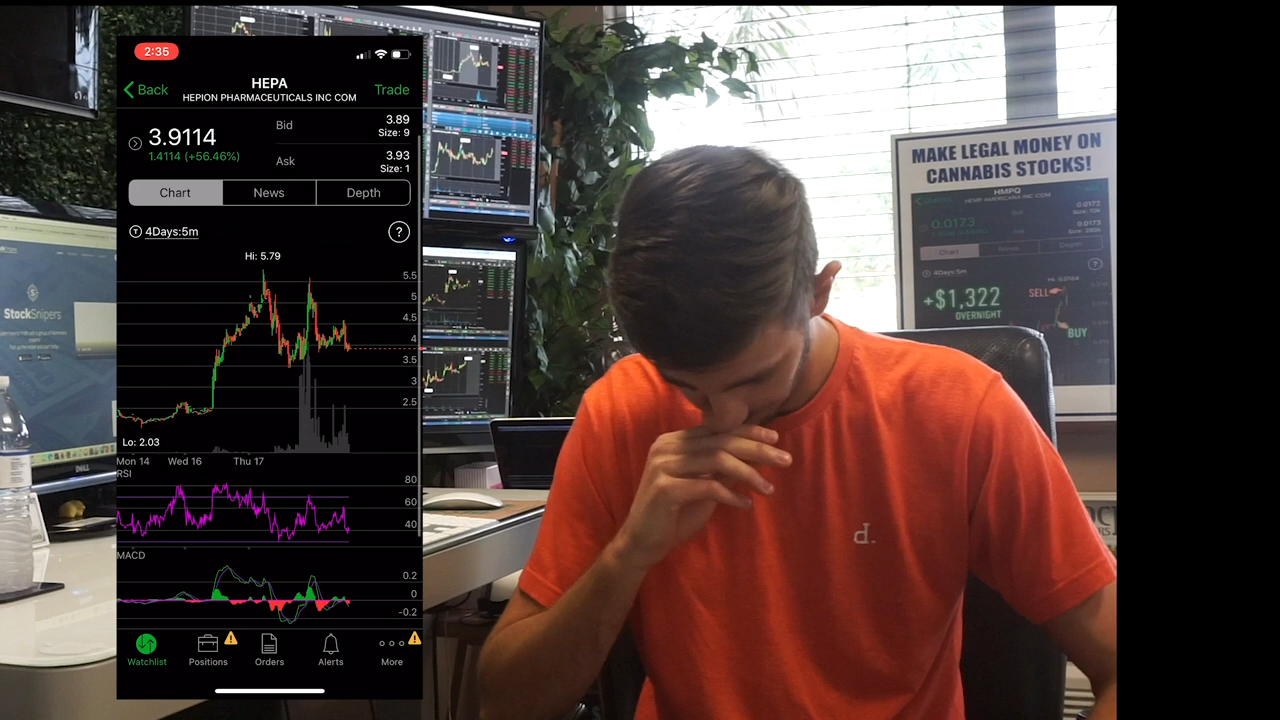 2:35
Back
HEPA
HEPION PHARMACEUTICALS INC COM
Trade
3.9114
1.4114 (+56.46%)
Bid
3.89
Size: 9
Ask
3.93
Size: 1
Chart
News
Depth
4Days:5m
?
Hi: 5.79
5.5
5
4.5
4
3.5
3
2.5
Lo: 2.03
Mon 14
Wed 16
Thu 17
RSI
80
60
40
MACD
0.2
0
-0.2
Watchlist
Positions
Orders
Alerts
More
StockSnipers
DELL
d.
MAKE LEGAL MONEY ON
CANNABIS STOCKS!
HMPQ
HEMP AMERICANA INC COM
0.0173
Chart
4Days:5m
?
+$1,322
OVERNIGHT
SELL
BUY